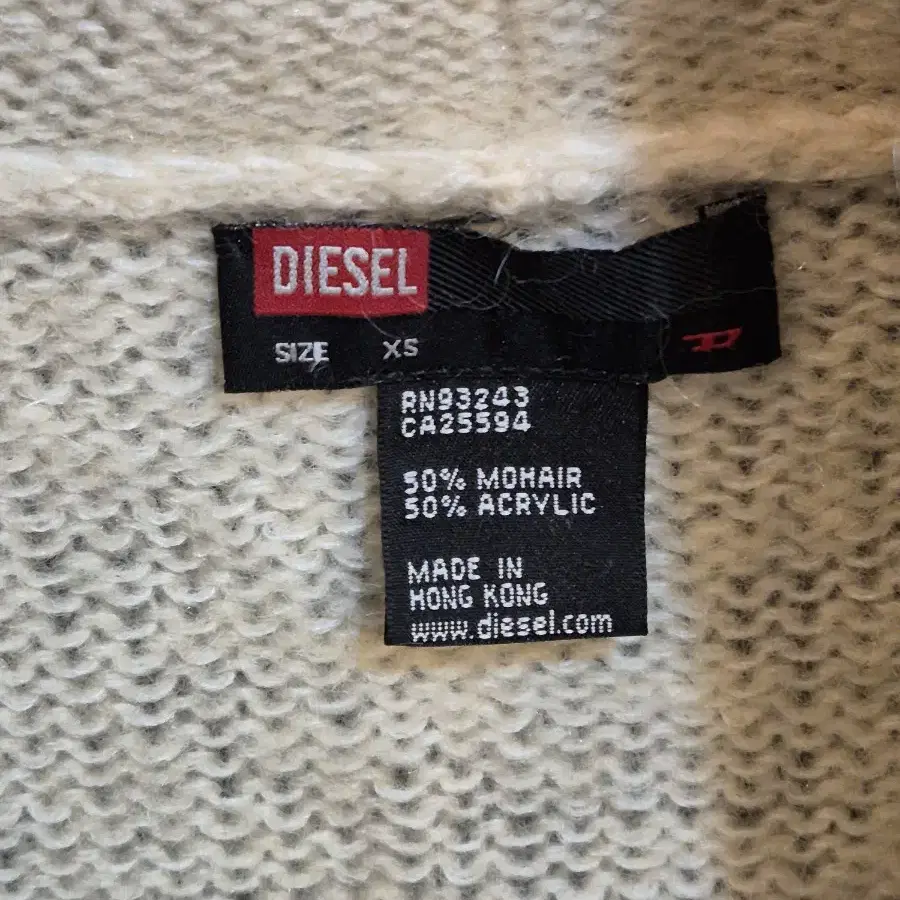 DIESEL
SIZE XS
RN93243
CA25594
50% MOHAIR
50% ACRYLIC
MADE IN
HONG KONG
www.diesel.com